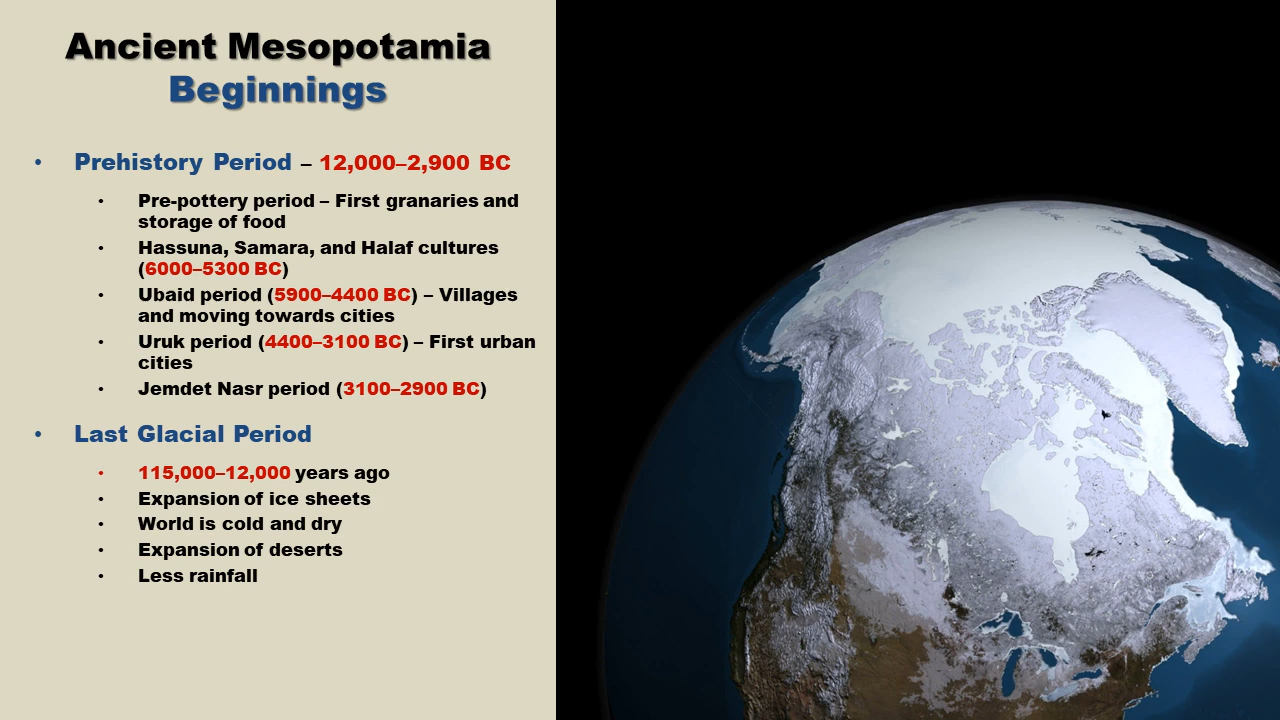 Ancient Mesopotamia
Beginnings
• Prehistory Period – 12,000–2,900 BC
• Pre-pottery period – First granaries and
storage of food
• Hassuna, Samara, and Halaf cultures
(6000–5300 BC)
• Ubaid period (5900–4400 BC) – Villages
and moving towards cities
• Uruk period (4400–3100 BC) – First urban
cities
• Jemdet Nasr period (3100–2900 BC)
• Last Glacial Period
• 115,000–12,000 years ago
• Expansion of ice sheets
• World is cold and dry
• Expansion of deserts
• Less rainfall